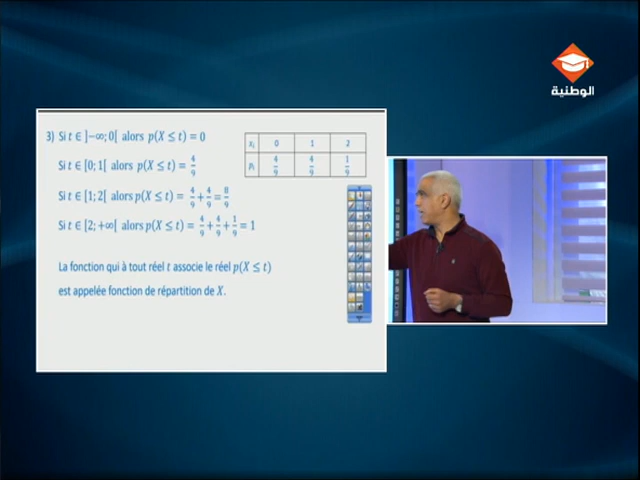 الوطنية
3) Si t ∈ ]−∞; 0[ alors p(X ≤ t) = 0
Si t ∈ [0; 1[ alors p(X ≤ t) = 4/9
Si t ∈ [1; 2[ alors p(X ≤ t) = 4/9 + 4/9 = 8/9
Si t ∈ [2; +∞[ alors p(X ≤ t) = 4/9 + 4/9 + 1/9 = 1
xᵢ 0 1 2
pᵢ 4/9 4/9 1/9
La fonction qui à tout réel t associe le réel p(X ≤ t)
est appelée fonction de répartition de X.